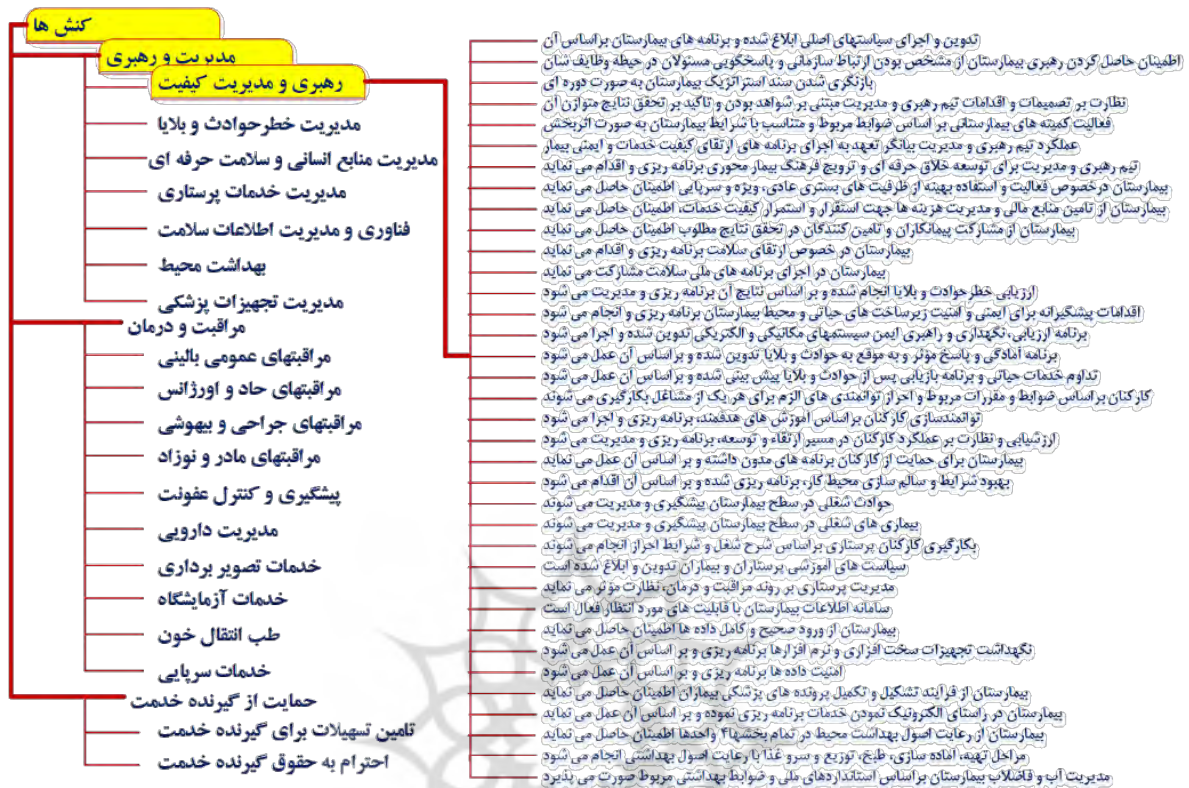 کنش ها
مدیریت و رهبری
رهبری و مدیریت کیفیت
مدیریت خطرحوادث و بلایا
مدیریت منابع انسانی و سلامت حرفه ای
مدیریت خدمات پرستاری
فناوری و مدیریت اطلاعات سلامت
بهداشت محیط
مدیریت تجهیزات پزشکی
مراقبت و درمان
مراقبتهای عمومی بالینی
مراقبتهای حاد و اورژانس
مراقبتهای جراحی و بیهوشی
مراقبتهای مادر و نوزاد
پیشگیری و کنترل عفونت
مدیریت دارویی
خدمات تصویر برداری
خدمات آزمایشگاه
طب انتقال خون
خدمات سرپایی
حمایت از گیرنده خدمت
تامین تسهیلات برای گیرنده خدمت
احترام به حقوق گیرنده خدمت
تدوین و اجرای سیاستهای اصلی ابلاغ شده و برنامه های بیمارستان براساس آن
اطمینان حاصل کردن رهبری بیمارستان از مشخص بودن ارتباط سازمانی و پاسخگویی مسئولان در حیطه وظایف شان
بازنگری شدن سند استراتژیک بیمارستان به صورت دوره ای
نظارت بر تصمیمات و اقدامات تیم رهبری و مدیریت مبتنی بر شواهد بودن و تاکید بر تحقق نتایج متوازن آن
فعالیت کمیته های بیمارستانی بر اساس ضوابط مربوط و متناسب با شرایط بیمارستان به صورت اثربخش
عملکرد تیم رهبری و مدیریت بیانگر تعهدبه اجرای برنامه های ارتقای کیفیت خدمات و ایمنی بیمار
تیم رهبری و مدیریت برای توسعه خلاق حرفه ای و ترویج فرهنگ بیمار محوری برنامه ریزی و اقدام می نماید
بیمارستان درخصوص فعالیت و استفاده بهینه از ظرفیت های بستری عادی، ویژه و سرپایی اطمینان حاصل می نماید
بیمارستان از تامین منابع مالی و مدیریت هزینه ها جهت استقرار و استمرار کیفیت خدمات، اطمینان حاصل می نماید
بیمارستان از مشارکت پیمانکاران و تامین کنندگان در تحقق نتایج مطلوب اطمینان حاصل می نماید
بیمارستان در خصوص ارتقای سلامت برنامه ریزی و اقدام می نماید
بیمارستان در اجرای برنامه های ملی سلامت مشارکت می نماید
ارزیابی خطرحوادث و بلایا انجام شده و بر اساس نتایج آن برنامه ریزی و مدیریت می شود
اقدامات پیشگیرانه برای ایمنی و امنیت زیرساخت های حیاتی و محیط بیمارستان برنامه ریزی و انجام می شود
برنامه ارزیابی، نگهداری و راهبری ایمن سیستمهای مکانیکی و الکتریکی تدوین شده و اجرا می شود
برنامه آمادگی و پاسخ مؤثر و به موقع به حوادث و بلایا تدوین شده و براساس آن عمل می شود
تداوم خدمات حیاتی و برنامه بازیابی پس از حوادث و بلایا پیش بینی شده و بر اساس آن عمل می شود
کارکنان براساس ضوابط و مقررات مربوط و احراز توانمندی های الزم برای هر یک از مشاغل بکارگیری می شوند
توانمندسازی کارکنان براساس آموزش های هدفمند، برنامه ریزی و اجرا می شود
ارزشیابی و نظارت بر عملکرد کارکنان در مسیر ارتقاء و توسعه، برنامه ریزی و مدیریت می شود
بیمارستان برای حمایت از کارکنان برنامه های مدون داشته و بر اساس آن عمل می نماید
بهبود شرایط و سالم سازی محیط کار، برنامه ریزی شده و بر اساس آن اقدام می شود
حوادث شغلی در سطح بیمارستان پیشگیری و مدیریت می شوند
بیماری های شغلی در سطح بیمارستان پیشگیری و مدیریت می شوند
بکارگیری کارکنان پرستاری براساس شرح شغل و شرایط احراز انجام می شوند
سیاست های آموزشی پرستاران و بیماران تدوین و ابلاغ شده است
مدیریت پرستاری بر روند مراقبت و درمان، نظارت مؤثر می نماید
سامانه اطلاعات بیمارستان با قابلیت های مورد انتظار فعال است
بیمارستان از ورود صحیح و کامل داده ها اطمینان حاصل می نماید
نگهداشت تجهیزات سخت افزاری و نرم افزارها برنامه ریزی و بر اساس آن عمل می شود
امنیت داده ها برنامه ریزی و بر اساس آن عمل می شود
بیمارستان از فرآیند تشکیل و تکمیل پرونده های پزشکی بیماران اطمینان حاصل می نماید
بیمارستان در راستای الکترونیک نمودن خدمات برنامه ریزی نموده و بر اساس آن عمل می نماید
بیمارستان از رعایت اصول بهداشت محیط در تمام بخشها۴ واحدها اطمینان حاصل می نماید
مراحل تهیه، آماده سازی، طبخ، توزیع و سرو غذا با رعایت اصول بهداشتی انجام می شود
مدیریت آب و فاضلاب بیمارستان براساس استانداردهای ملی و ضوابط بهداشتی مربوط صورت می پذیرد